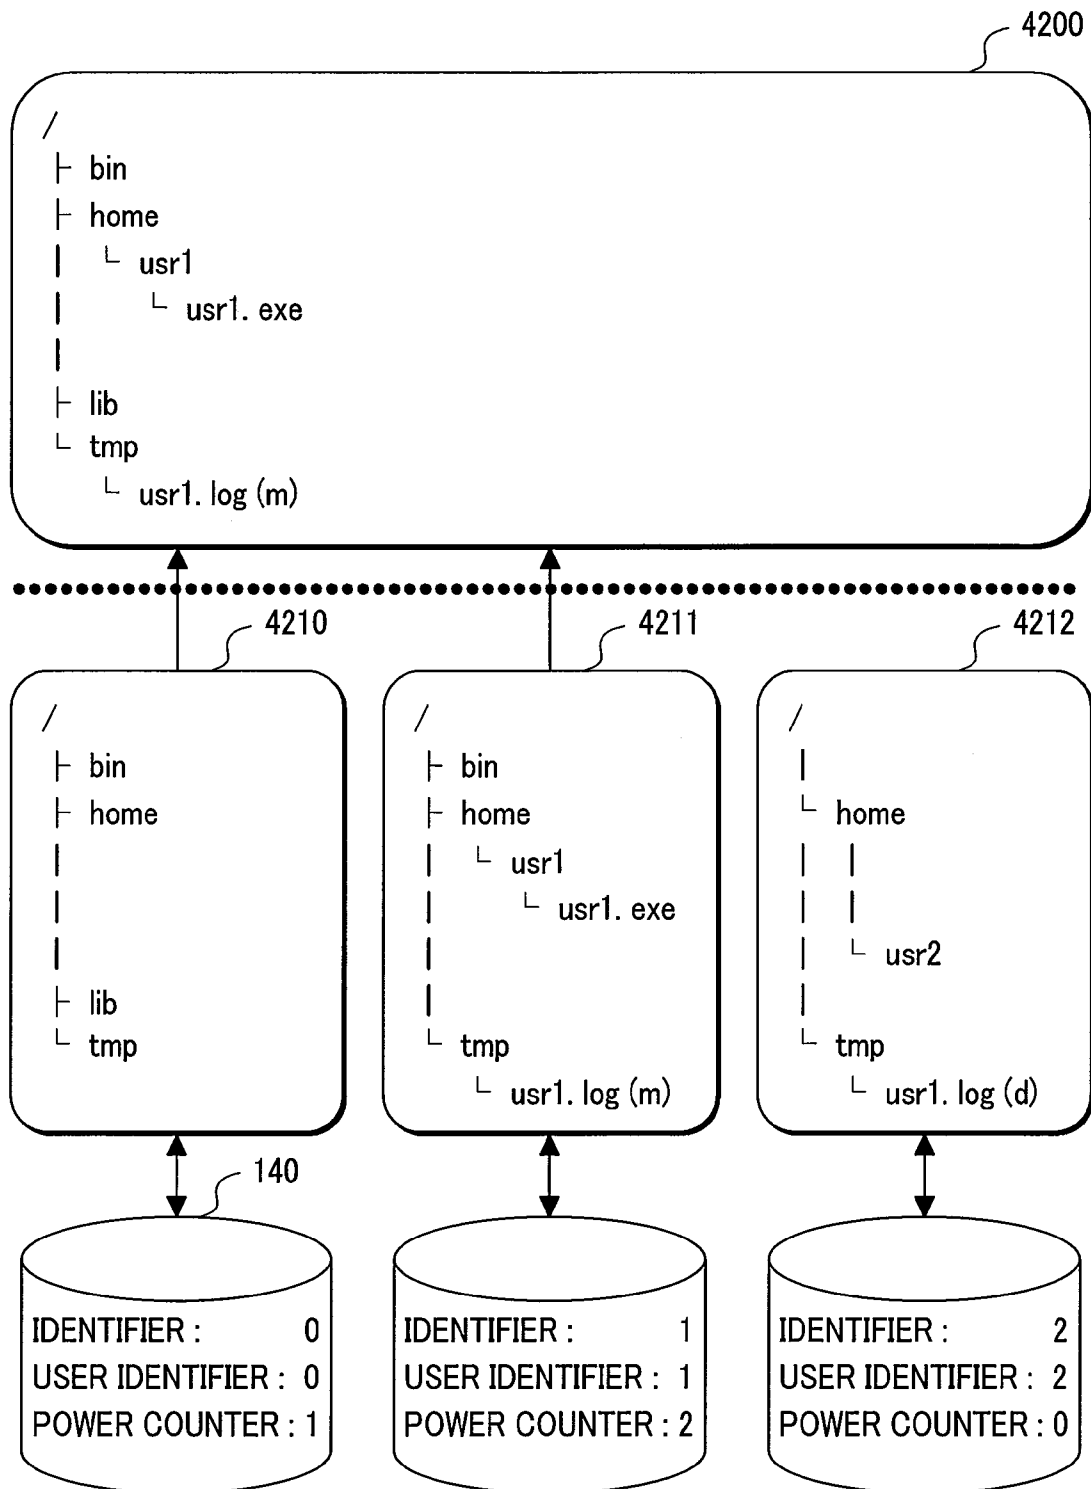 4200
/
├ bin
├ home
│ └ usr1
│ └ usr1.exe
│
├ lib
└ tmp
└ usr1.log(m)
4210
/
├ bin
├ home
│
│
│
├ lib
└ tmp
4211
/
├ bin
├ home
│ └ usr1
│ └ usr1.exe
│
│
└ tmp
└ usr1.log(m)
4212
/
│
└ home
│ │
│ │
│ └ usr2
│
└ tmp
└ usr1.log(d)
140
IDENTIFIER : 0
USER IDENTIFIER : 0
POWER COUNTER : 1
IDENTIFIER : 1
USER IDENTIFIER : 1
POWER COUNTER : 2
IDENTIFIER : 2
USER IDENTIFIER : 2
POWER COUNTER : 0